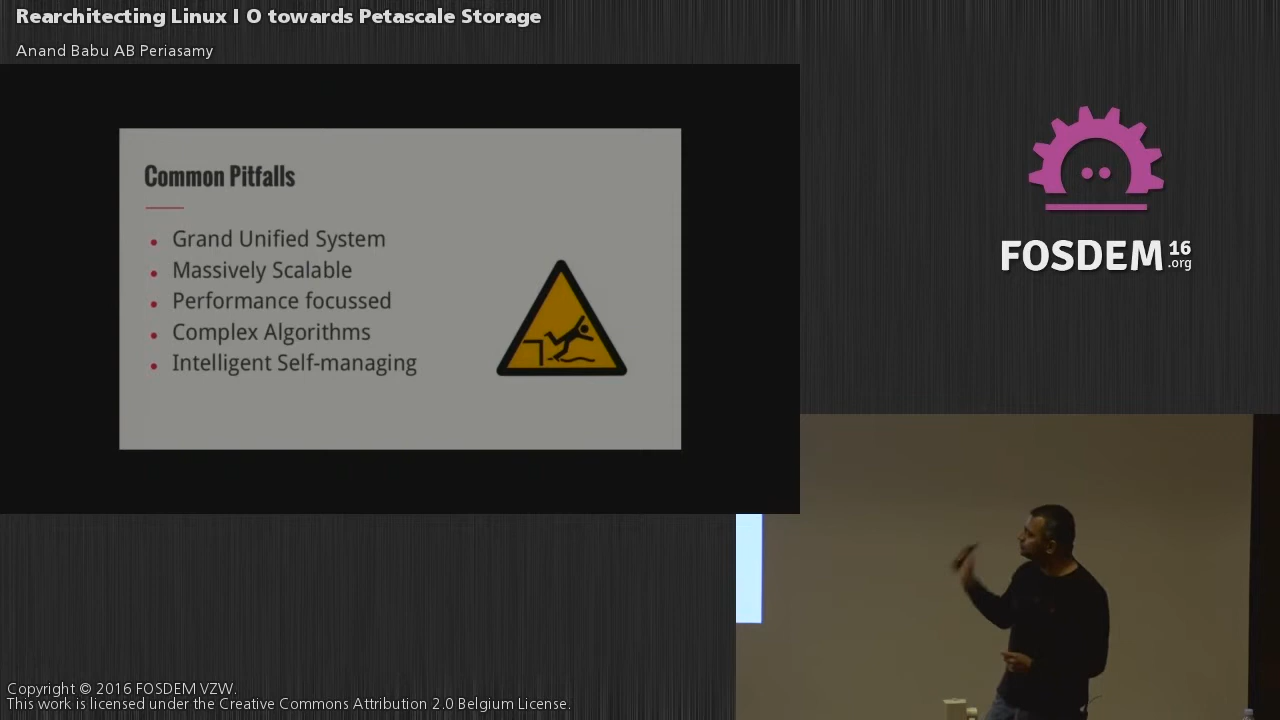 Rearchitecting Linux I O towards Petascale Storage
Anand Babu AB Periasamy
Common Pitfalls
Grand Unified System
Massively Scalable
Performance focussed
Complex Algorithms
Intelligent Self-managing
FOSDEM 16
.org
Copyright © 2016 FOSDEM VZW.
This work is licensed under the Creative Commons Attribution 2.0 Belgium License.